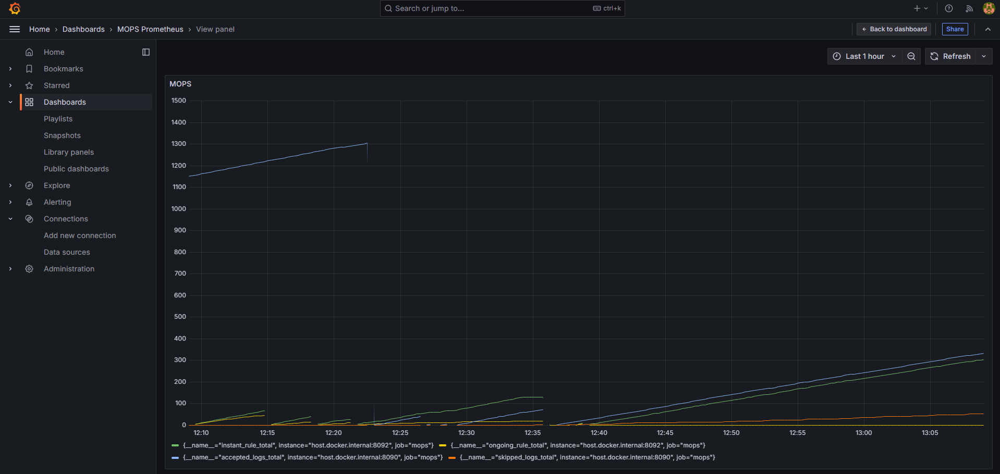 Search or jump to...
ctrl+k
Home › Dashboards › MOPS Prometheus › View panel
Back to dashboard
Share
Home
Bookmarks
Starred
Dashboards
Playlists
Snapshots
Library panels
Public dashboards
Explore
Alerting
Connections
Add new connection
Data sources
Administration
Last 1 hour
Refresh
MOPS
1500
1400
1300
1200
1100
1000
900
800
700
600
500
400
300
200
100
0
12:10 12:15 12:20 12:25 12:30 12:35 12:40 12:45 12:50 12:55 13:00 13:05
{__name__="instant_rule_total", instance="host.docker.internal:8092", job="mops"} {__name__="ongoing_rule_total", instance="host.docker.internal:8092", job="mops"}
{__name__="accepted_logs_total", instance="host.docker.internal:8090", job="mops"} {__name__="skipped_logs_total", instance="host.docker.internal:8090", job="mops"}